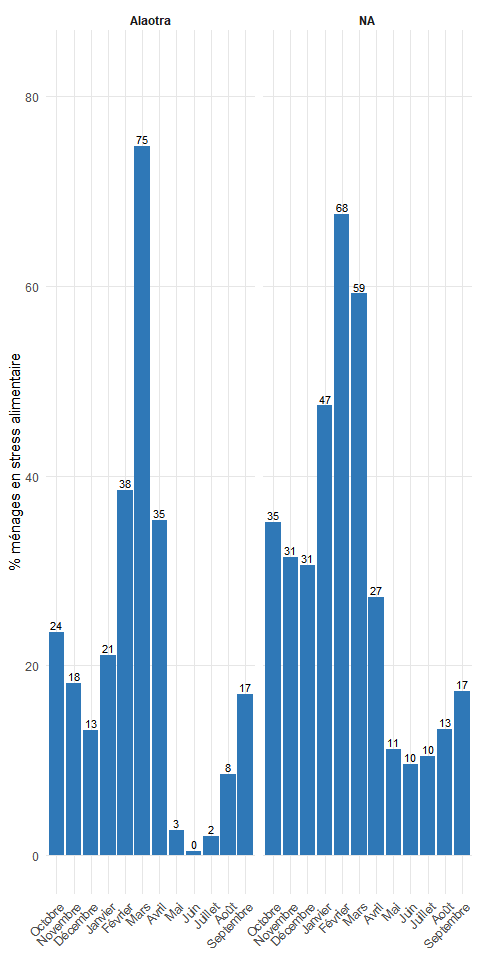 Alaotra NA
% ménages en stress alimentaire
80
60
40
20
0
24 18 13 21 38 75 35 3 0 2 8 17
35 31 31 47 68 59 27 11 10 10 13 17
Octobre Novembre Décembre Janvier Février Mars Avril Mai Juin Juillet Août Septembre
Octobre Novembre Décembre Janvier Février Mars Avril Mai Juin Juillet Août Septembre